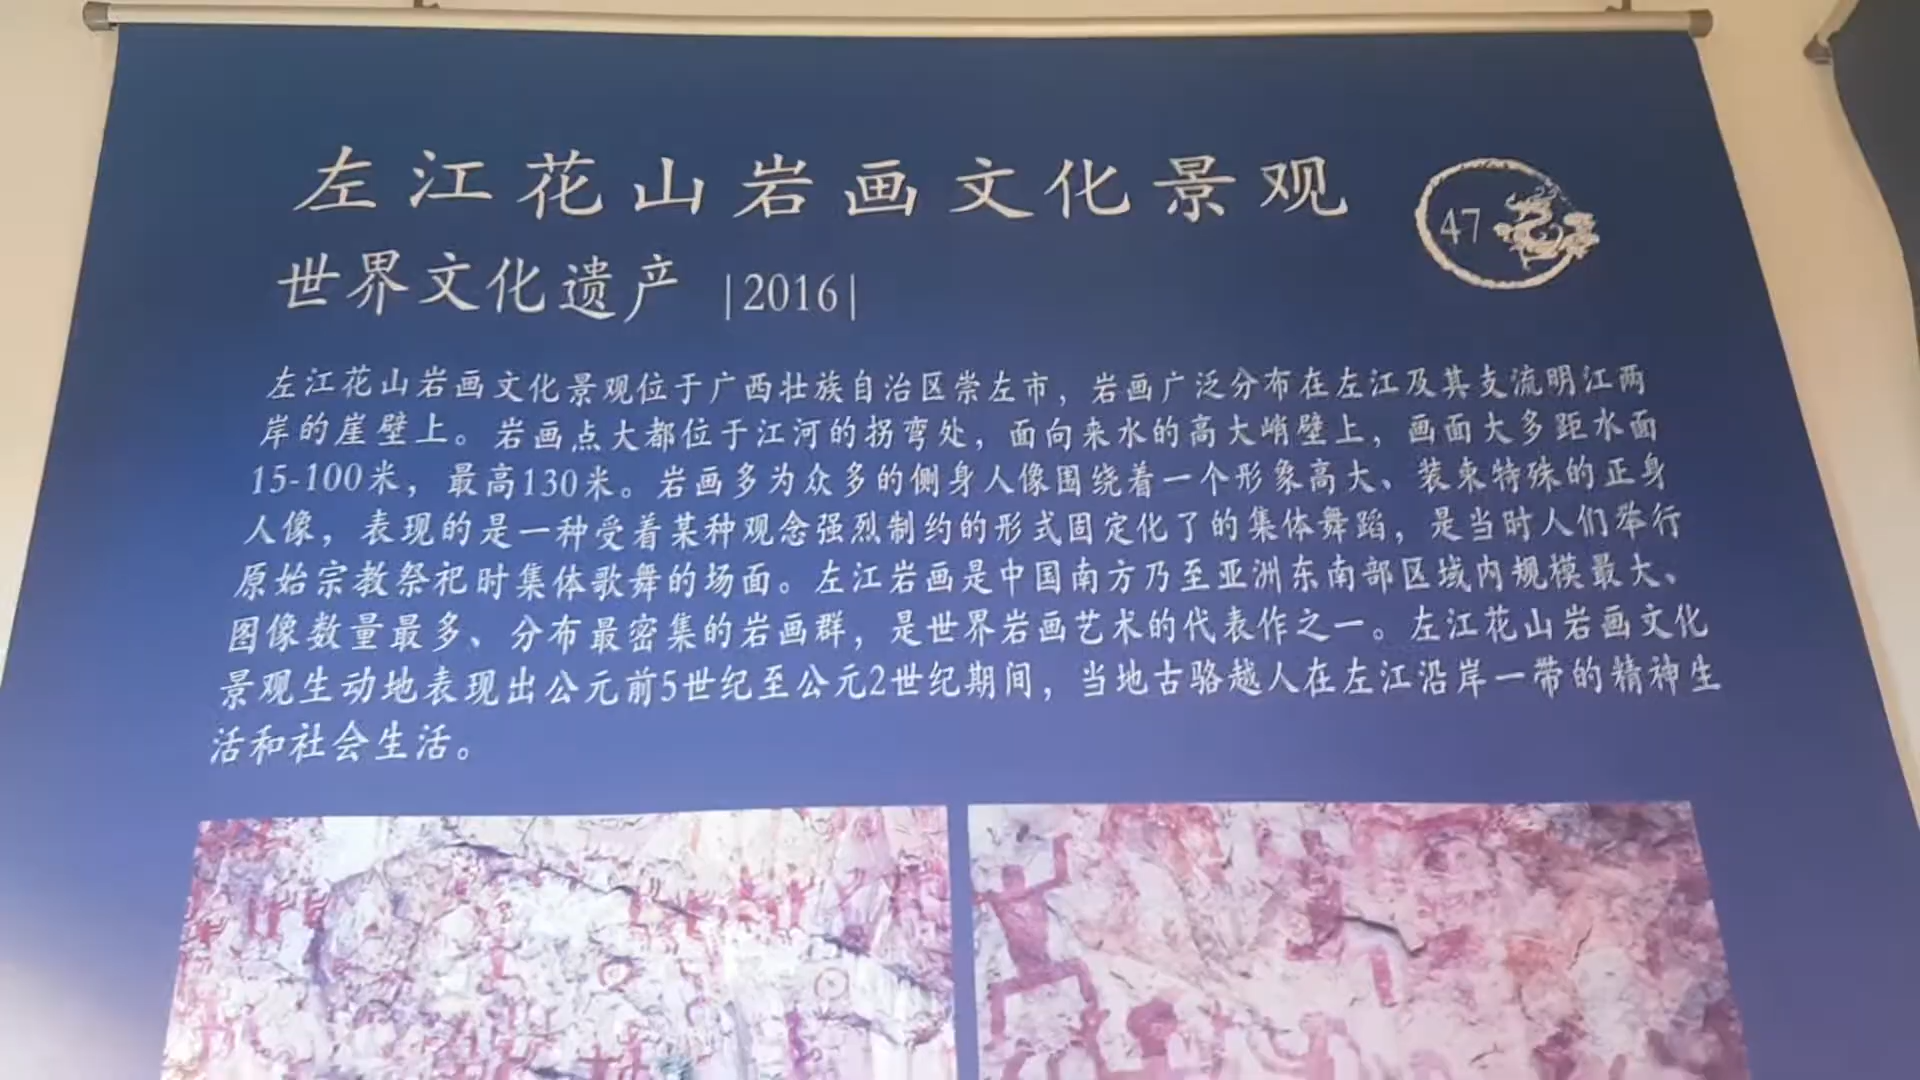 左江花山岩画文化景观
47
世界文化遗产 |2016|
左江花山岩画文化景观位于广西壮族自治区崇左市，岩画广泛分布在左江及其支流明江两
岸的崖壁上。岩画点大都位于江河的拐弯处，面向来水的高大峭壁上，画面大多距水面
15-100米，最高130米。岩画多为众多的侧身人像围绕着一个形象高大、装束特殊的正身
人像，表现的是一种受着某种观念强烈制约的形式固定化了的集体舞蹈，是当时人们举行
原始宗教祭祀时集体歌舞的场面。左江岩画是中国南方乃至亚洲东南部区域内规模最大、
图像数量最多、分布最密集的岩画群，是世界岩画艺术的代表作之一。左江花山岩画文化
景观生动地表现出公元前5世纪至公元2世纪期间，当地古骆越人在左江沿岸一带的精神生
活和社会生活。